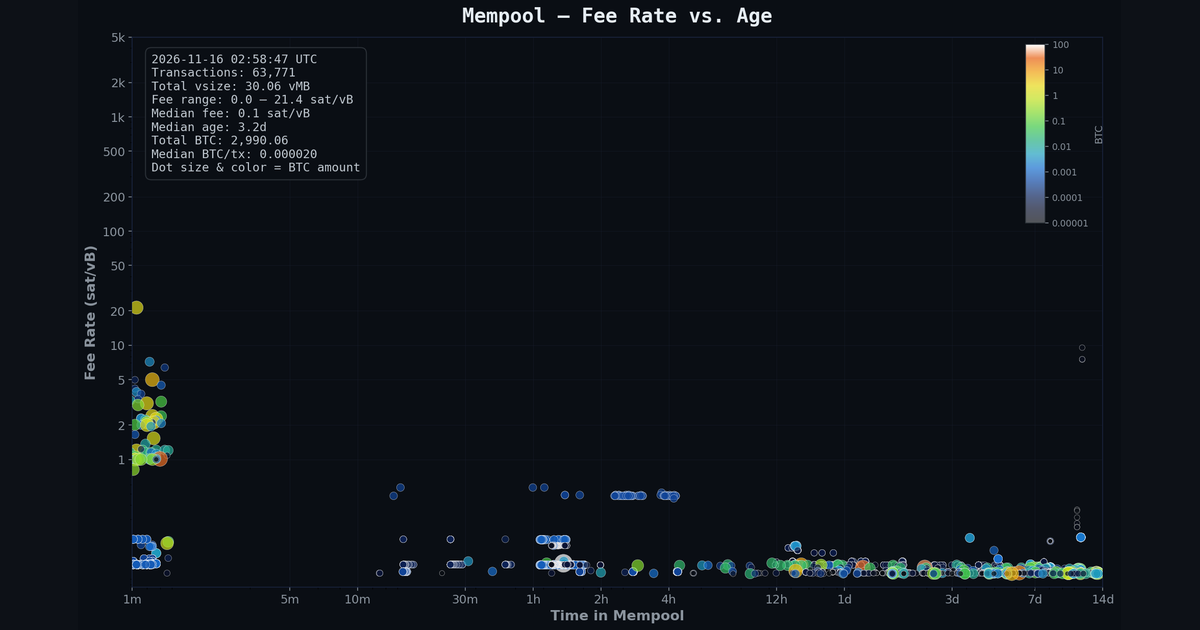 Mempool — Fee Rate vs. Age
2026-11-16 02:58:47 UTC
Transactions: 63,771
Total vsize: 30.06 vMB
Fee range: 0.0 — 21.4 sat/vB
Median fee: 0.1 sat/vB
Median age: 3.2d
Total BTC: 2,990.06
Median BTC/tx: 0.000020
Dot size & color = BTC amount
5k
2k
1k
500
200
100
50
20
10
5
2
1
Fee Rate (sat/vB)
100
10
1
0.1
0.01
0.001
0.0001
0.00001
BTC
1m 5m 10m 30m 1h 2h 4h 12h 1d 3d 7d 14d
Time in Mempool